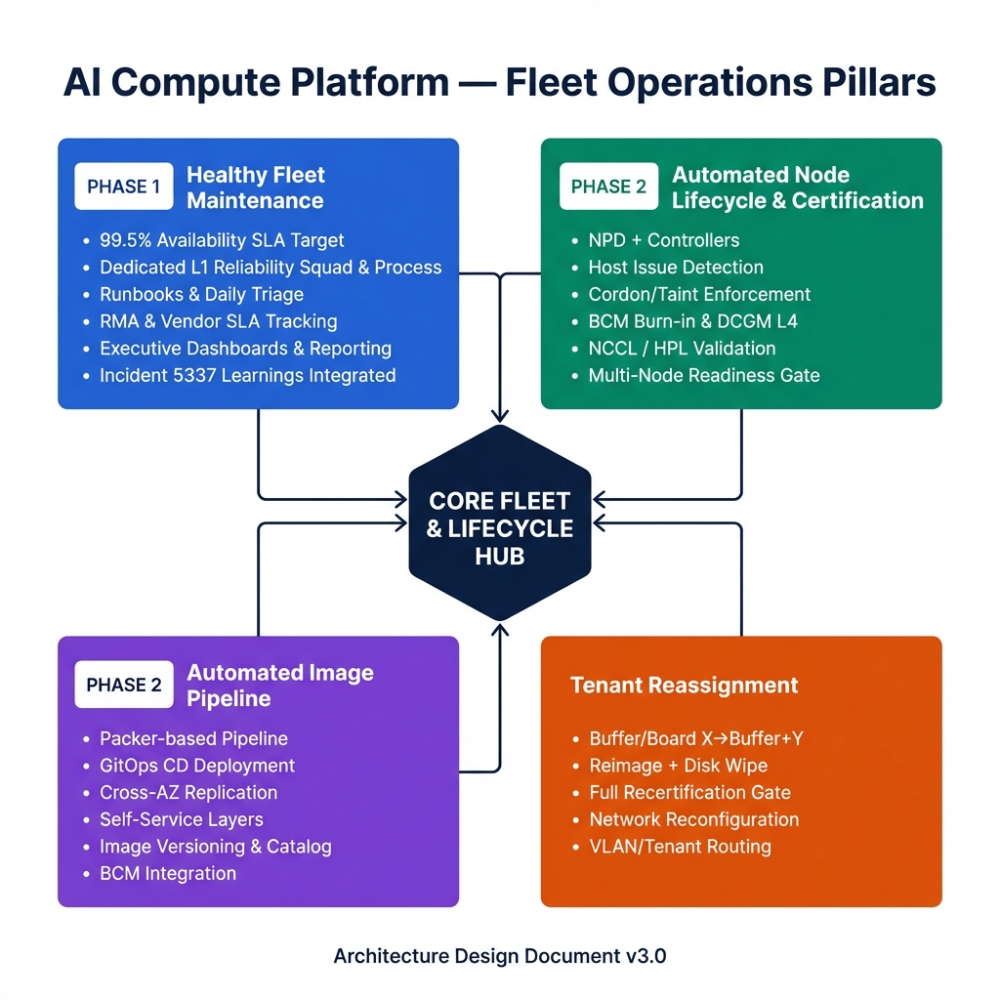 AI Compute Platform — Fleet Operations Pillars
PHASE 1
Healthy Fleet
Maintenance
• 99.5% Availability SLA Target
• Dedicated L1 Reliability Squad & Process
• Runbooks & Daily Triage
• RMA & Vendor SLA Tracking
• Executive Dashboards & Reporting
• Incident 5337 Learnings Integrated
PHASE 2
Automated Node
Lifecycle & Certification
• NPD + Controllers
• Host Issue Detection
• Cordon/Taint Enforcement
• BCM Burn-in & DCGM L4
• NCCL / HPL Validation
• Multi-Node Readiness Gate
CORE FLEET
& LIFECYCLE
HUB
PHASE 2
Automated Image
Pipeline
• Packer-based Pipeline
• GitOps CD Deployment
• Cross-AZ Replication
• Self-Service Layers
• Image Versioning & Catalog
• BCM Integration
Tenant Reassignment
• Buffer/Board X→Buffer+Y
• Reimage + Disk Wipe
• Full Recertification Gate
• Network Reconfiguration
• VLAN/Tenant Routing
Architecture Design Document v3.0